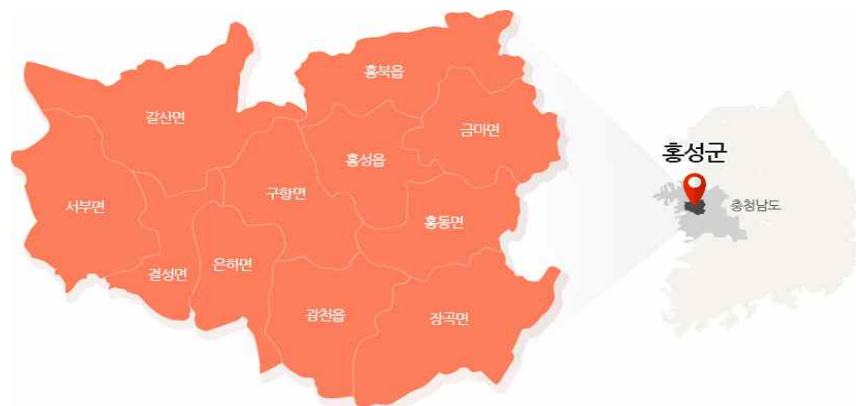 홍북읍
갈산면
금마면
홍성읍
홍성군
구항면
서부면
충청남도
홍동면
은하면
결성면
광천읍
장곡면